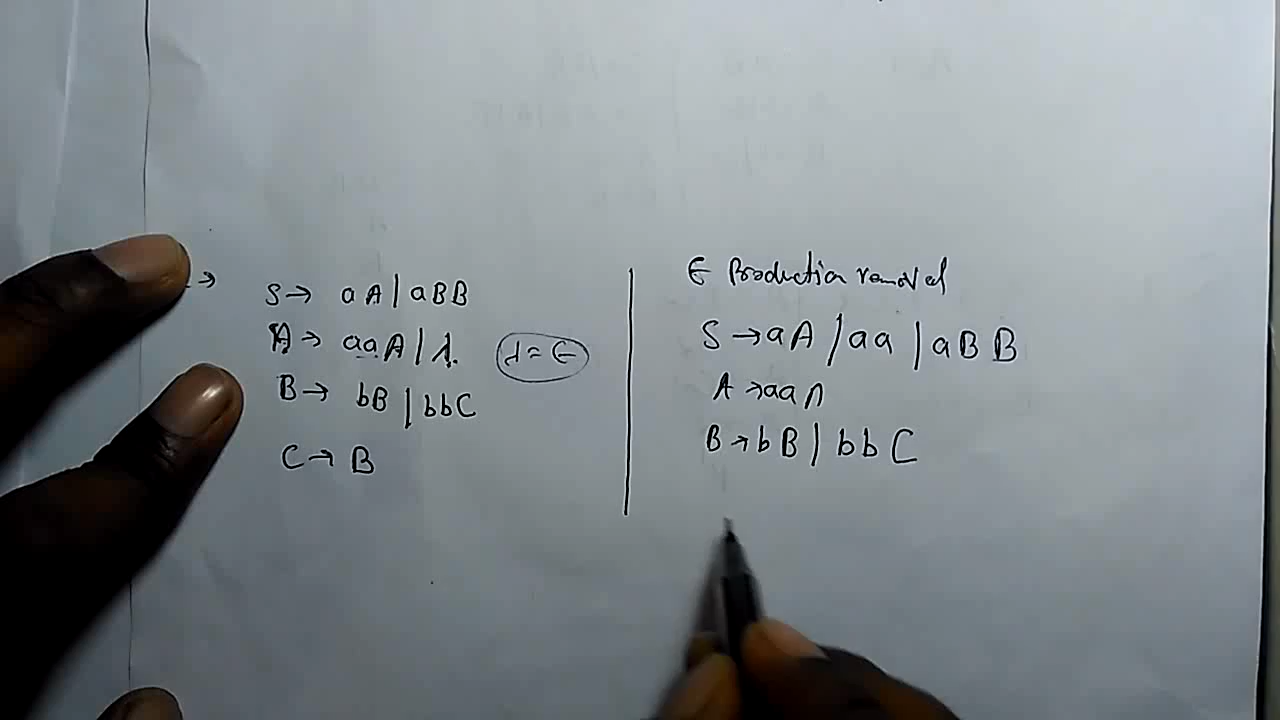 S → aA | aBB
A → aaA | λ.
λ = ϵ
B → bB | bbC
C → B
ϵ Production removal
S → aA | aa | aBB
A → aaA
B → bB | bbC